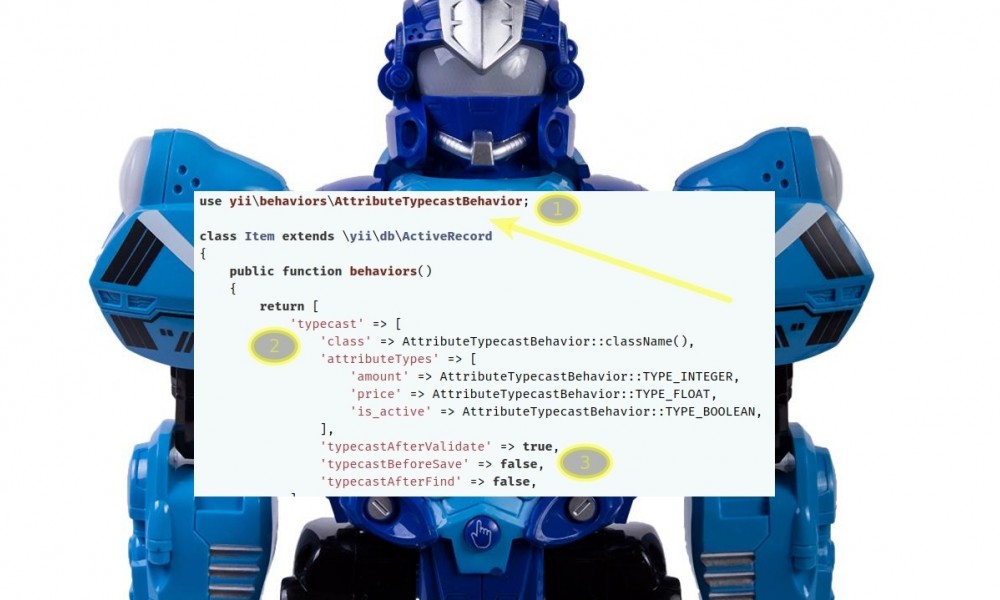 use yii\behaviors\AttributeTypecastBehavior;
1
class Item extends \yii\db\ActiveRecord
{
    public function behaviors()
    {
        return [
            'typecast' => [
2
                'class' => AttributeTypecastBehavior::className(),
                'attributeTypes' => [
                    'amount' => AttributeTypecastBehavior::TYPE_INTEGER,
                    'price' => AttributeTypecastBehavior::TYPE_FLOAT,
                    'is_active' => AttributeTypecastBehavior::TYPE_BOOLEAN,
                ],
                'typecastAfterValidate' => true,
                'typecastBeforeSave' => false,
3
                'typecastAfterFind' => false,